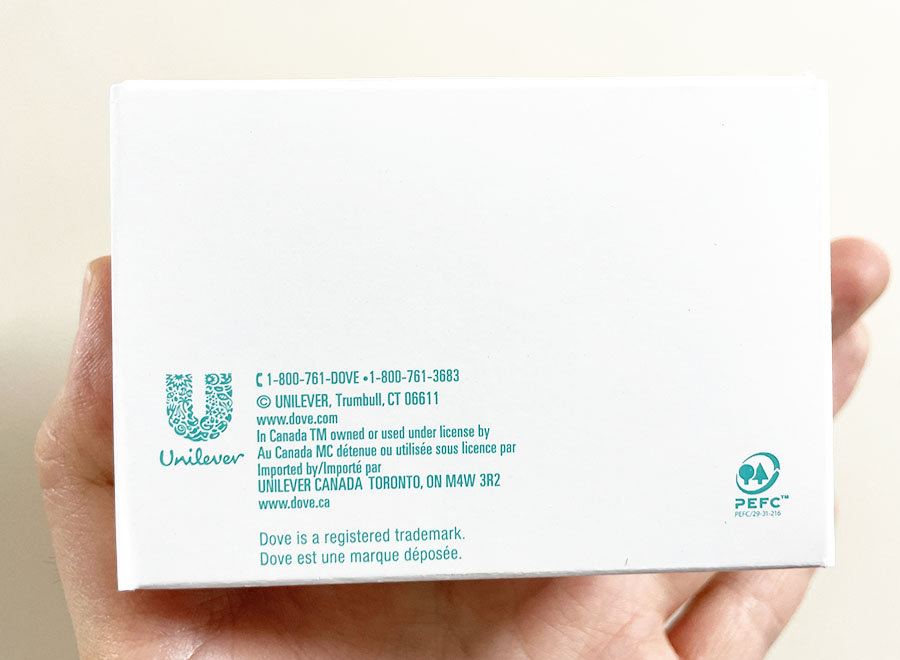 1-800-761-DOVE • 1-800-761-3683
© UNILEVER, Trumbull, CT 06611
www.dove.com
In Canada TM owned or used under license by
Au Canada MC détenue ou utilisée sous licence par
Imported by/Importé par
UNILEVER CANADA TORONTO, ON M4W 3R2
www.dove.ca
Unilever
Dove is a registered trademark.
Dove est une marque déposée.
PEFC™
PEFC/29-31-216